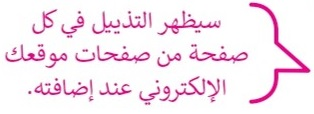 سيظهر التذييل في كل
صفحة من صفحات موقعك
الإلكتروني عند إضافته.